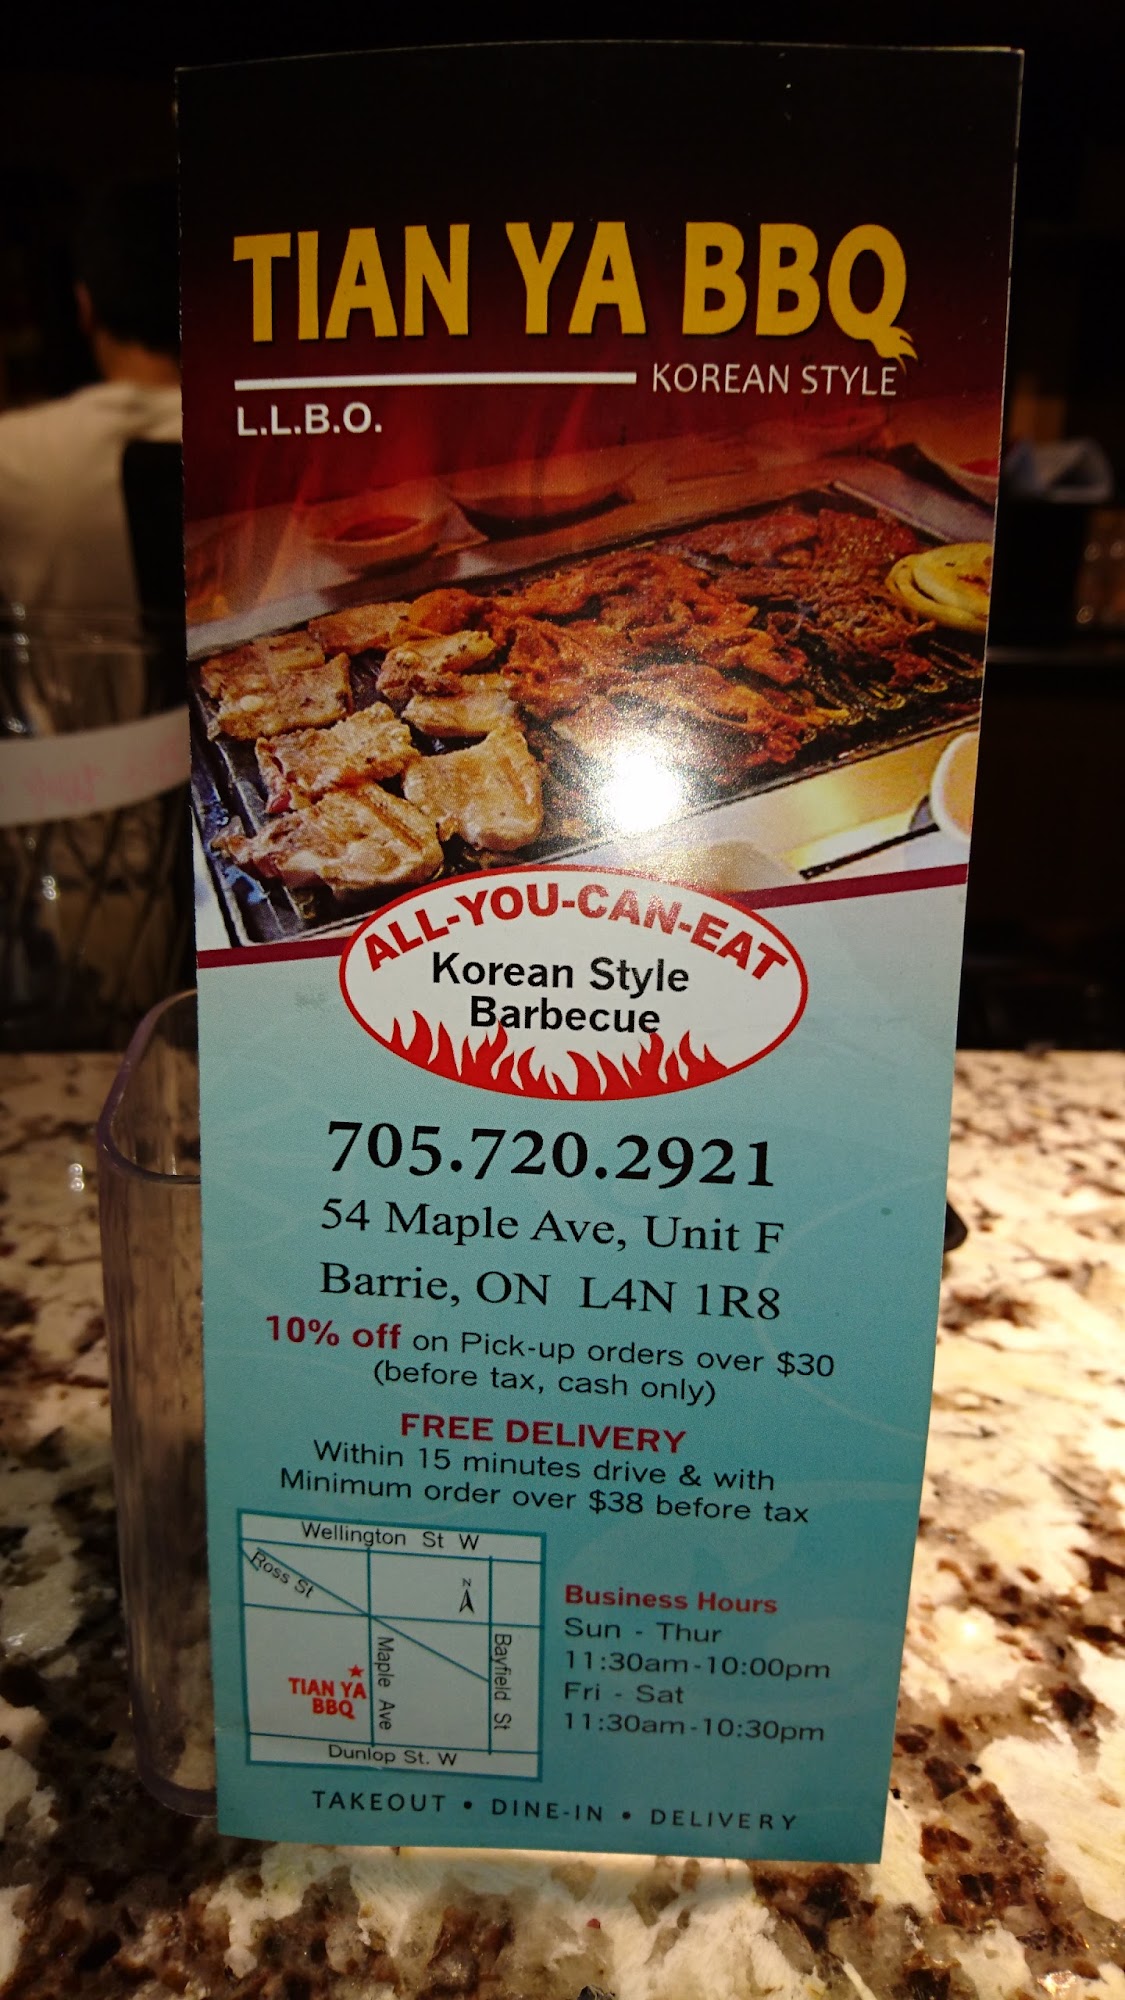 TIAN YA BBQ
KOREAN STYLE
L.L.B.O.
ALL-YOU-CAN-EAT
Korean Style
Barbecue
705.720.2921
54 Maple Ave, Unit F
Barrie, ON L4N 1R8
10% off on Pick-up orders over $30
(before tax, cash only)
FREE DELIVERY
Within 15 minutes drive & with
Minimum order over $38 before tax
Wellington St W
Ross St
N
Maple Ave
Bayfield St
TIAN YA
BBQ
Dunlop St. W
Business Hours
Sun - Thur
11:30am-10:00pm
Fri - Sat
11:30am-10:30pm
TAKEOUT • DINE-IN • DELIVERY